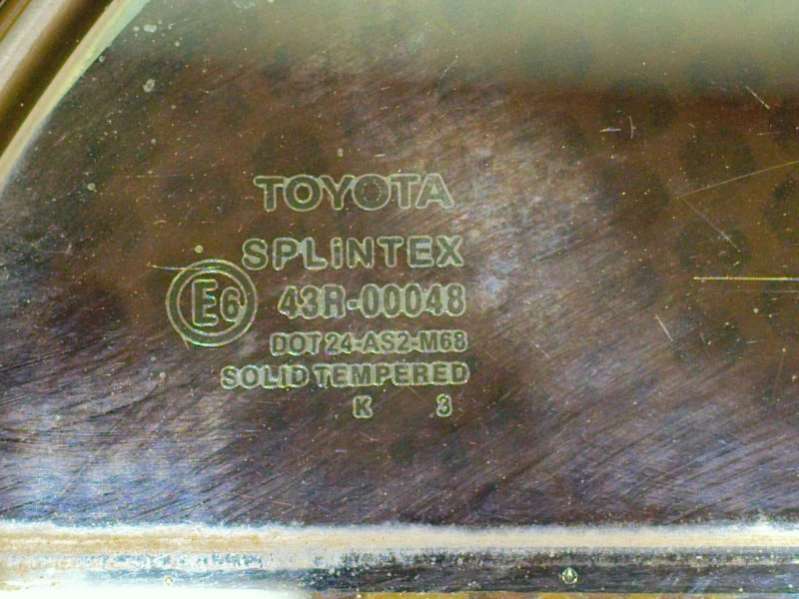 TOYOTA
SPLiNTEX
E6 43R-00048
DOT 24-AS2-M68
SOLID TEMPERED
K 3